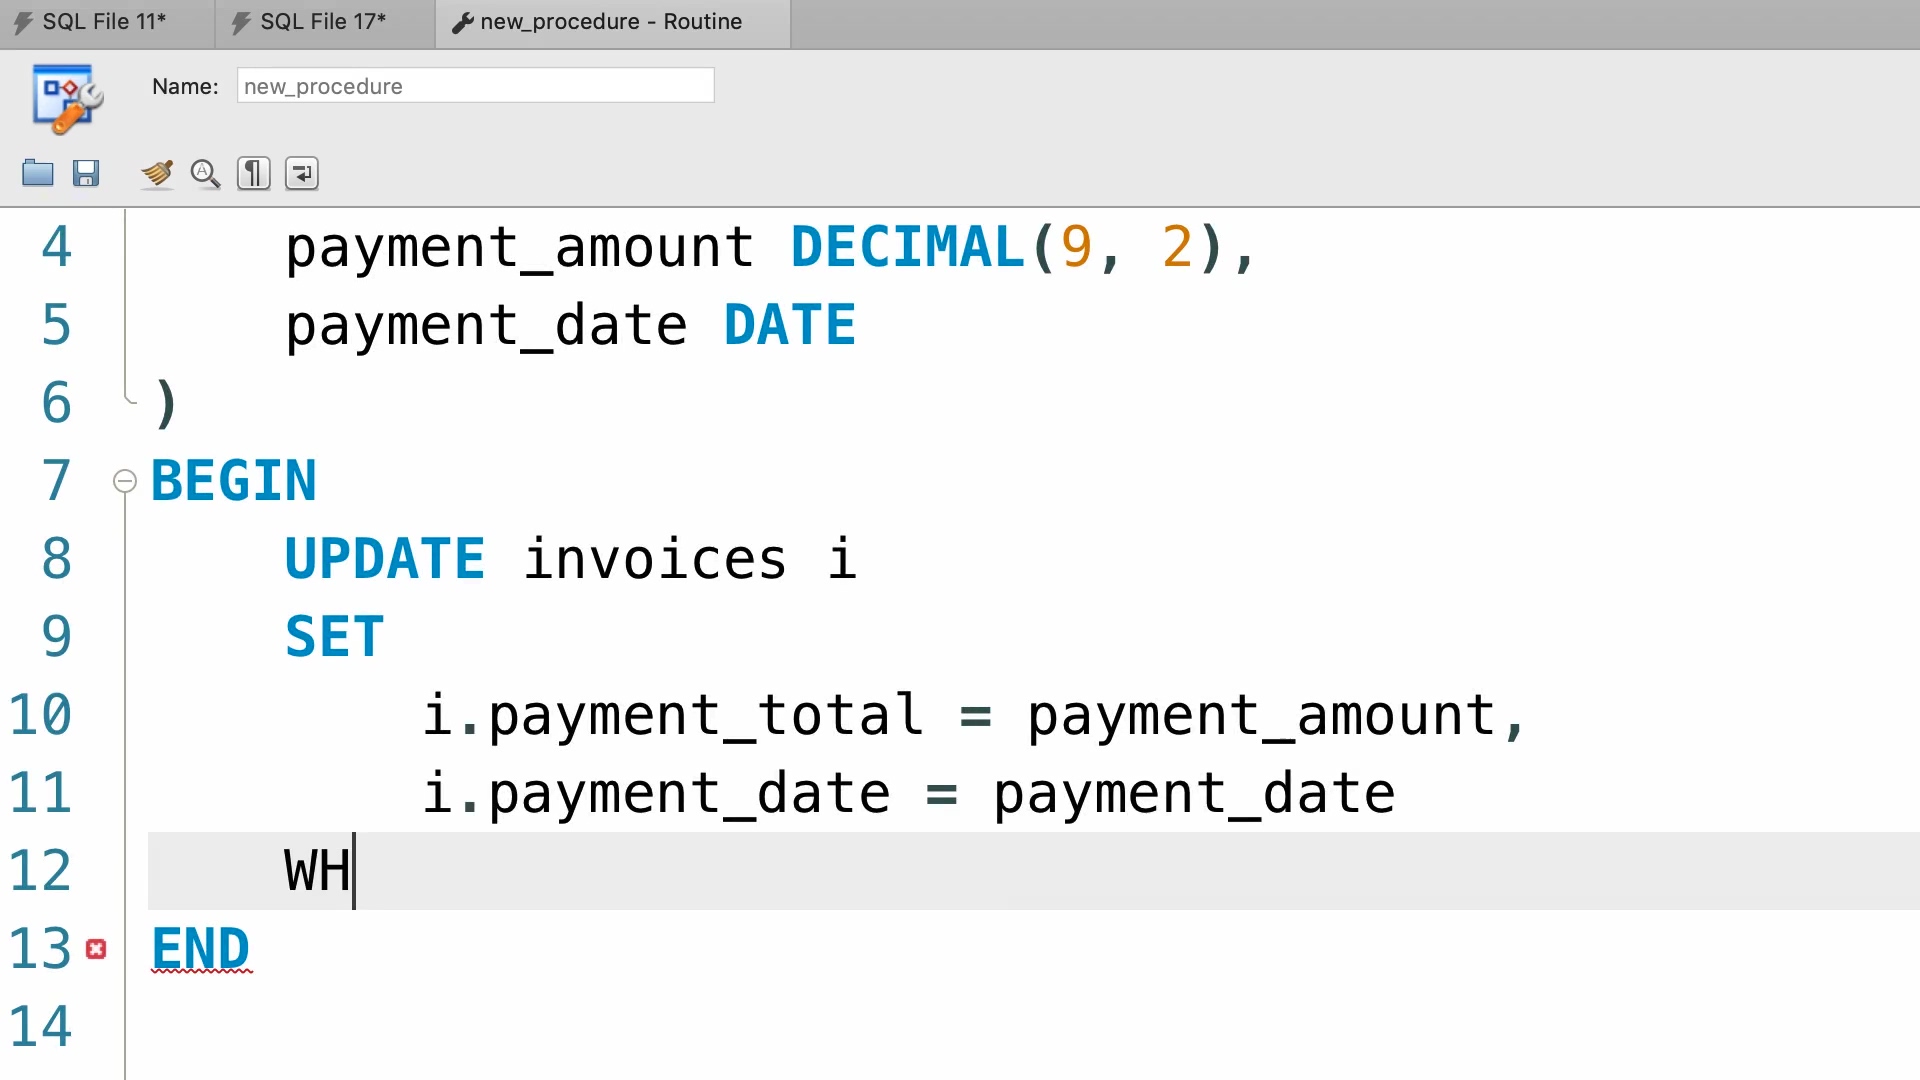 SQL File 11* SQL File 17* new_procedure - Routine
Name: new_procedure
4 payment_amount DECIMAL(9, 2),
5 payment_date DATE
6 )
7 BEGIN
8 UPDATE invoices i
9 SET
10 i.payment_total = payment_amount,
11 i.payment_date = payment_date
12 WH
13 END
14